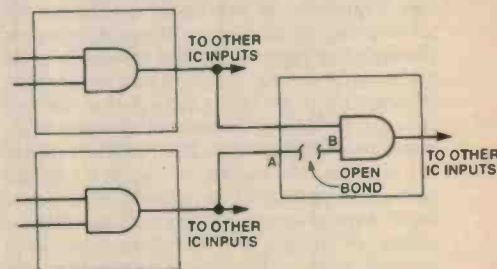 TO OTHER
IC INPUTS
A
B
OPEN
BOND
TO OTHER
IC INPUTS
TO OTHER
IC INPUTS